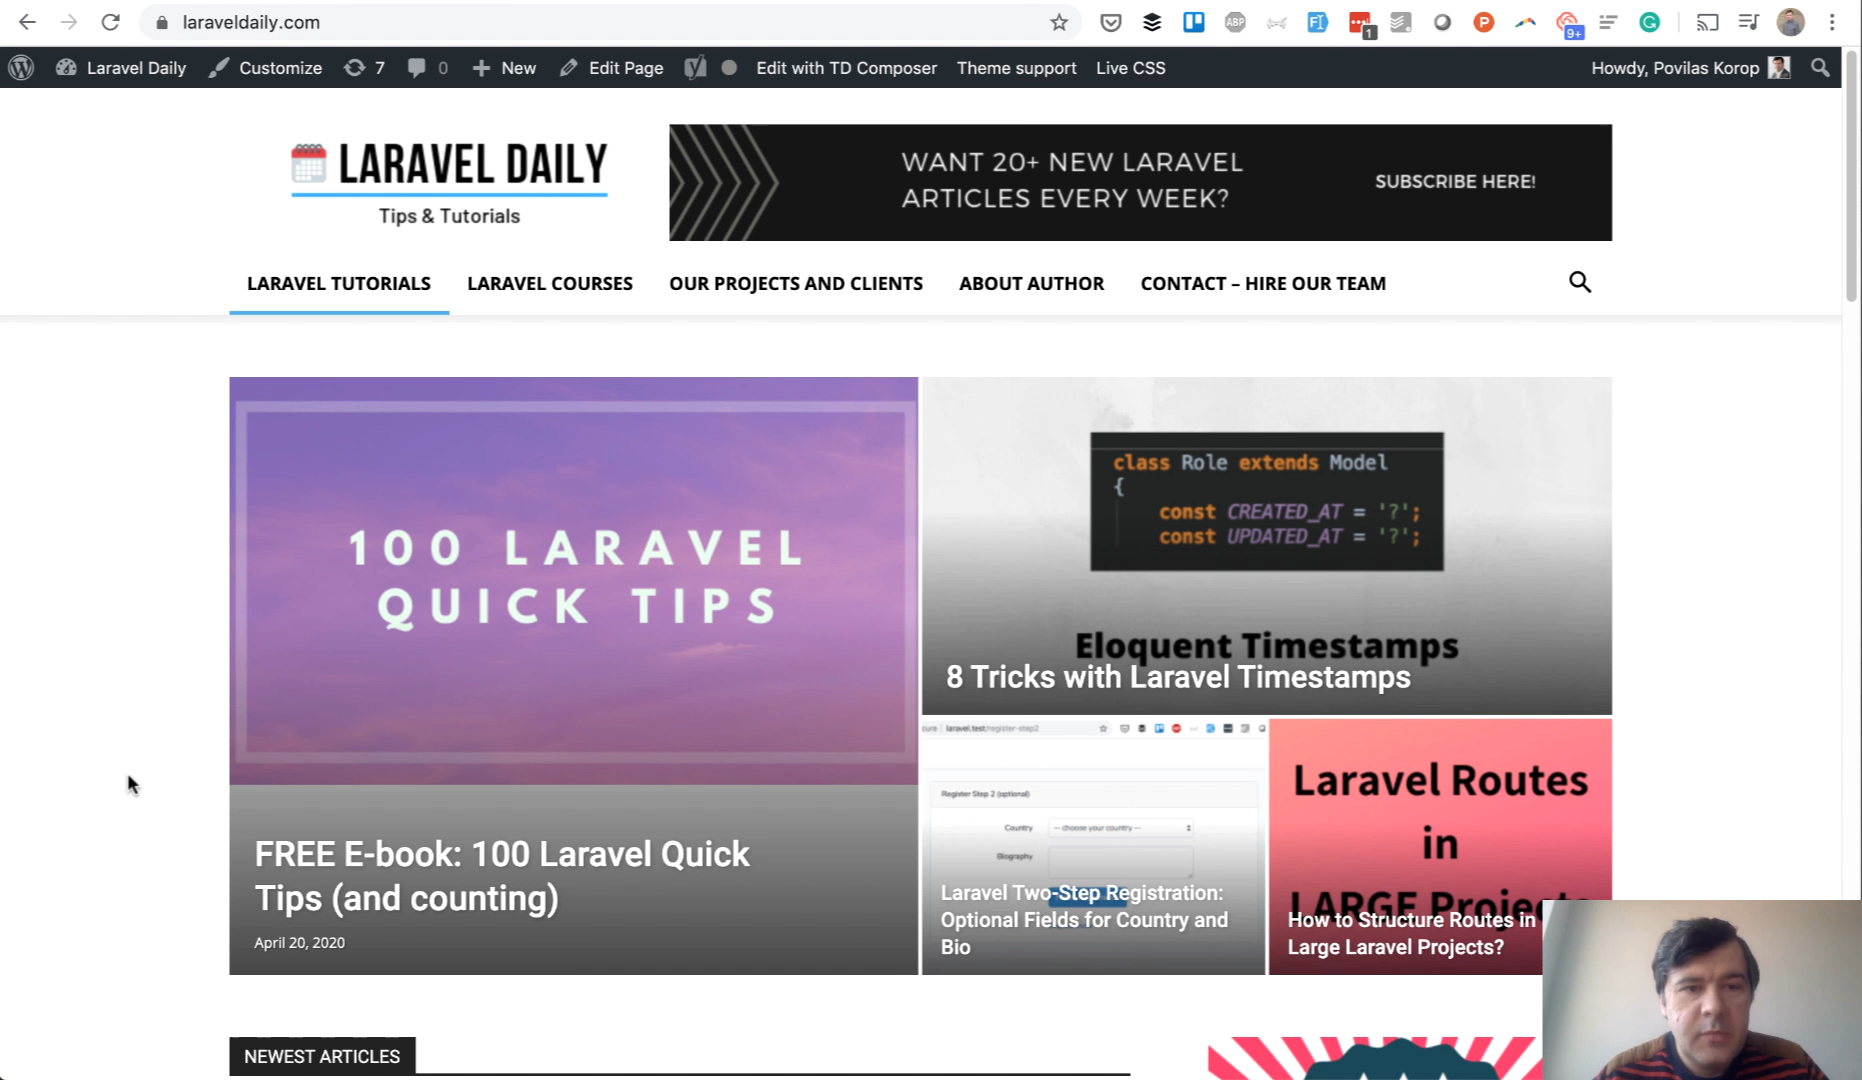 laraveldaily.com
ABP
1
9+
Laravel Daily Customize 7 0 New Edit Page Edit with TD Composer Theme support Live CSS Howdy, Povilas Korop
LARAVEL DAILY
Tips & Tutorials
WANT 20+ NEW LARAVEL
ARTICLES EVERY WEEK?
SUBSCRIBE HERE!
LARAVEL TUTORIALS LARAVEL COURSES OUR PROJECTS AND CLIENTS ABOUT AUTHOR CONTACT – HIRE OUR TEAM
100 LARAVEL
QUICK TIPS
FREE E-book: 100 Laravel Quick
Tips (and counting)
April 20, 2020
class Role extends Model
{
const CREATED_AT = '?';
const UPDATED_AT = '?';
Eloquent Timestamps
8 Tricks with Laravel Timestamps
cure laravel.test/register-step2
Register Step 2 (optional)
Country -- choose your country --
Biography
Laravel Two-Step Registration:
Optional Fields for Country and
Bio
Laravel Routes
in
LARGE Projects
How to Structure Routes in
Large Laravel Projects?
NEWEST ARTICLES